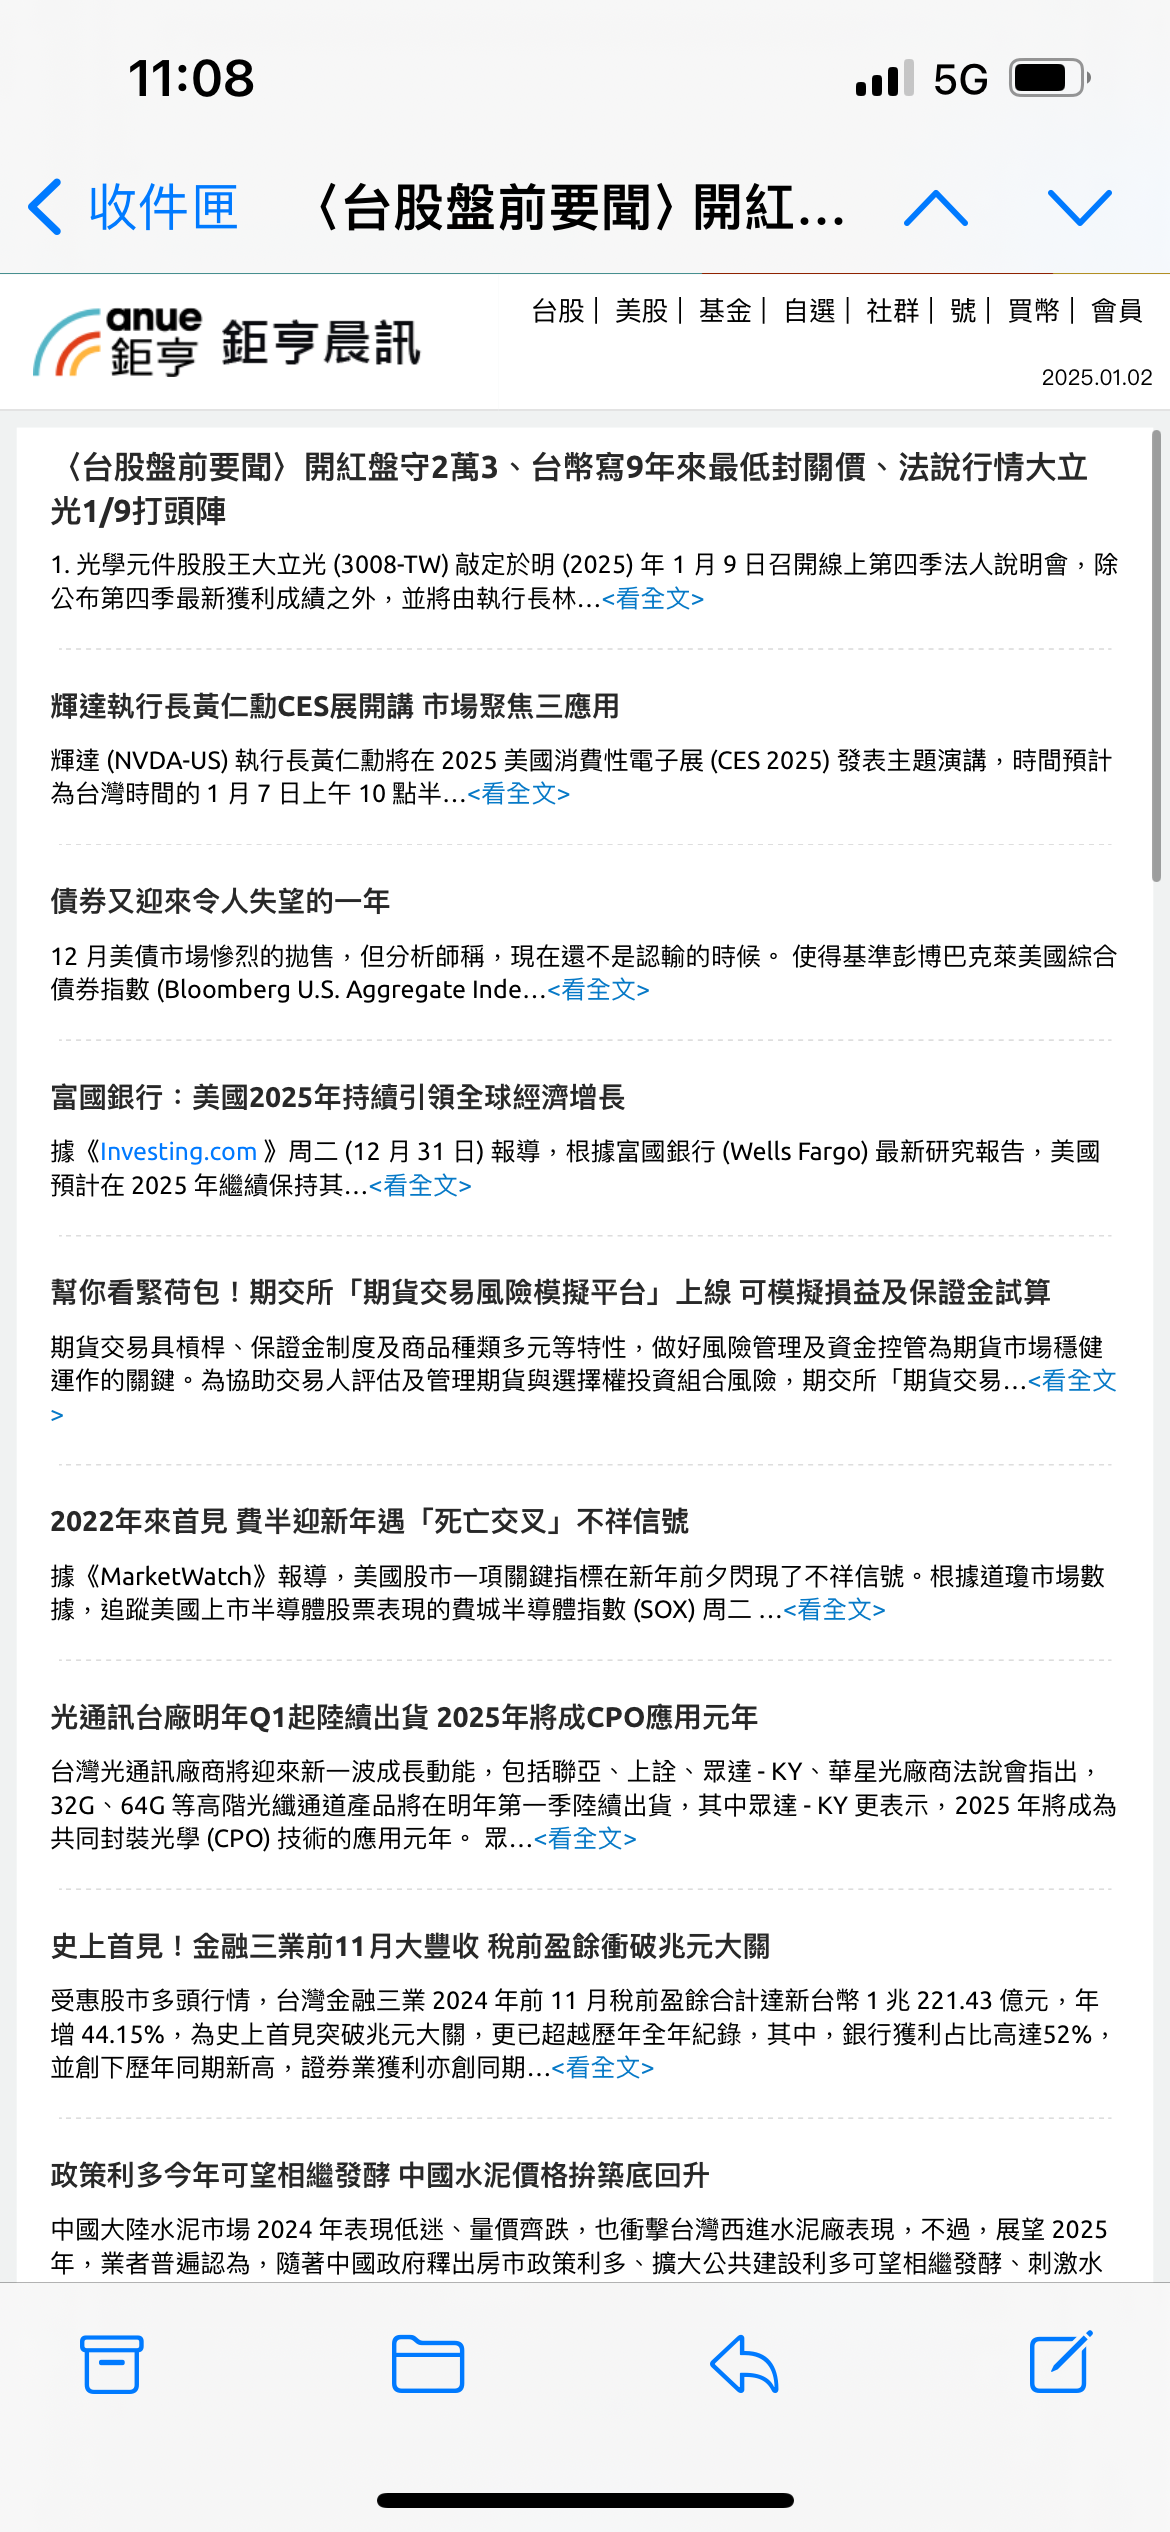 11:08
5G
收件匣
〈台股盤前要聞〉開紅...
anue
鉅亨
鉅亨晨訊
台股| 美股| 基金| 自選| 社群| 號| 買幣| 會員
2025.01.02
〈台股盤前要聞〉開紅盤守2萬3、台幣寫9年來最低封關價、法說行情大立
光1/9打頭陣
1. 光學元件股股王大立光 (3008-TW) 敲定於明 (2025) 年 1 月 9 日召開線上第四季法人說明會，除
公布第四季最新獲利成績之外，並將由執行長林...<看全文>
輝達執行長黃仁勳CES展開講 市場聚焦三應用
輝達 (NVDA-US) 執行長黃仁勳將在 2025 美國消費性電子展 (CES 2025) 發表主題演講，時間預計
為台灣時間的 1 月 7 日上午 10 點半...<看全文>
債券又迎來令人失望的一年
12 月美債市場慘烈的拋售，但分析師稱，現在還不是認輸的時候。 使得基準彭博巴克萊美國綜合
債券指數 (Bloomberg U.S. Aggregate Inde...<看全文>
富國銀行：美國2025年持續引領全球經濟增長
據《Investing.com 》周二 (12 月 31 日) 報導，根據富國銀行 (Wells Fargo) 最新研究報告，美國
預計在 2025 年繼續保持其...<看全文>
幫你看緊荷包！期交所「期貨交易風險模擬平台」上線 可模擬損益及保證金試算
期貨交易具槓桿、保證金制度及商品種類多元等特性，做好風險管理及資金控管為期貨市場穩健
運作的關鍵。為協助交易人評估及管理期貨與選擇權投資組合風險，期交所「期貨交易...<看全文
>
2022年來首見 費半迎新年遇「死亡交叉」不祥信號
據《MarketWatch》報導，美國股市一項關鍵指標在新年前夕閃現了不祥信號。根據道瓊市場數
據，追蹤美國上市半導體股票表現的費城半導體指數 (SOX) 周二 ...<看全文>
光通訊台廠明年Q1起陸續出貨 2025年將成CPO應用元年
台灣光通訊廠商將迎來新一波成長動能，包括聯亞、上詮、眾達 - KY、華星光廠商法說會指出，
32G、64G 等高階光纖通道產品將在明年第一季陸續出貨，其中眾達 - KY 更表示，2025 年將成為
共同封裝光學 (CPO) 技術的應用元年。 眾...<看全文>
史上首見！金融三業前11月大豐收 稅前盈餘衝破兆元大關
受惠股市多頭行情，台灣金融三業 2024 年前 11 月稅前盈餘合計達新台幣 1 兆 221.43 億元，年
增 44.15%，為史上首見突破兆元大關，更已超越歷年全年紀錄，其中，銀行獲利占比高達52%，
並創下歷年同期新高，證券業獲利亦創同期...<看全文>
政策利多今年可望相繼發酵 中國水泥價格拚築底回升
中國大陸水泥市場 2024 年表現低迷、量價齊跌，也衝擊台灣西進水泥廠表現，不過，展望 2025
年，業者普遍認為，隨著中國政府釋出房市政策利多、擴大公共建設利多可望相繼發酵、刺激水